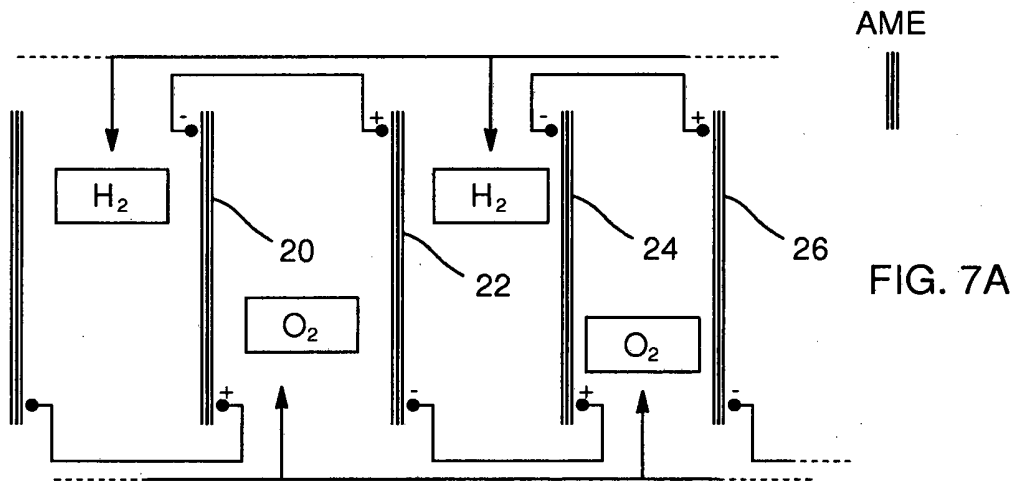 AME
- + - +
H₂ H₂
20 22 24 26
FIG. 7A
O₂ O₂
+ - + -